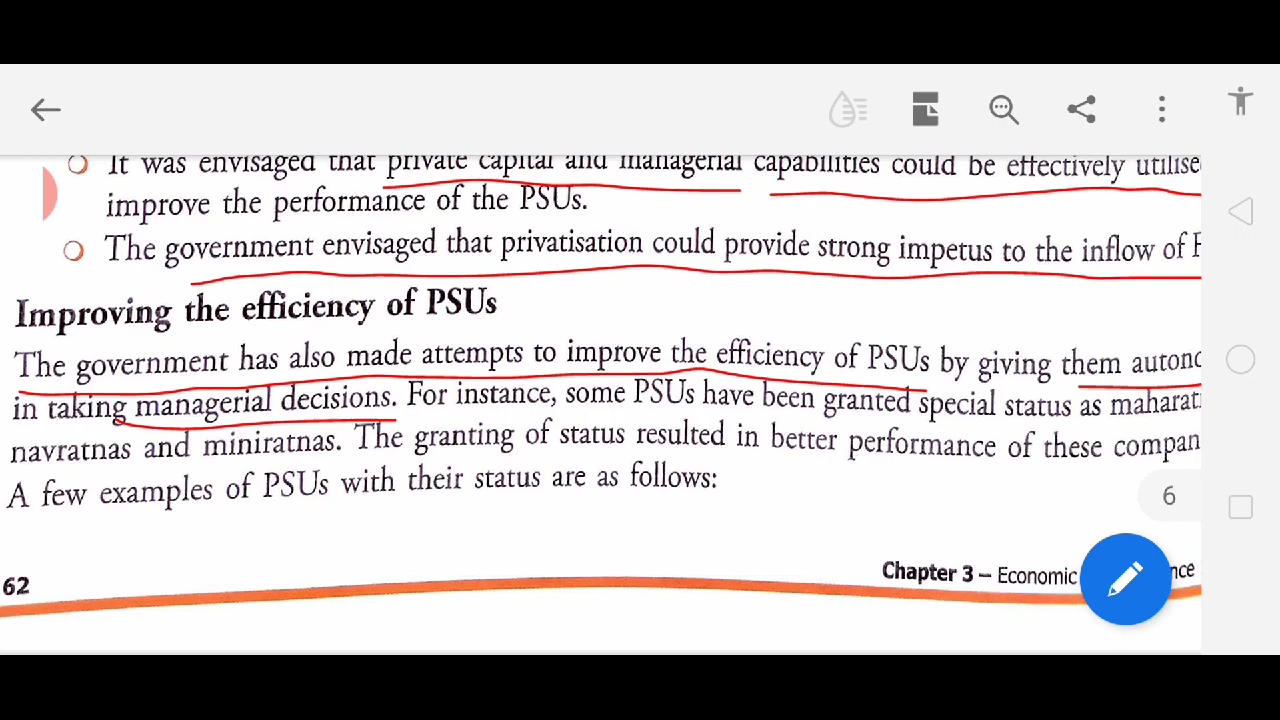 It was envisaged that private capital and managerial capabilities could be effectively utilise
improve the performance of the PSUs.
The government envisaged that privatisation could provide strong impetus to the inflow of F
Improving the efficiency of PSUs
The government has also made attempts to improve the efficiency of PSUs by giving them autono
in taking managerial decisions. For instance, some PSUs have been granted special status as maharat
navratnas and miniratnas. The granting of status resulted in better performance of these compan
A few examples of PSUs with their status are as follows:
6
62
Chapter 3 – Economic nce